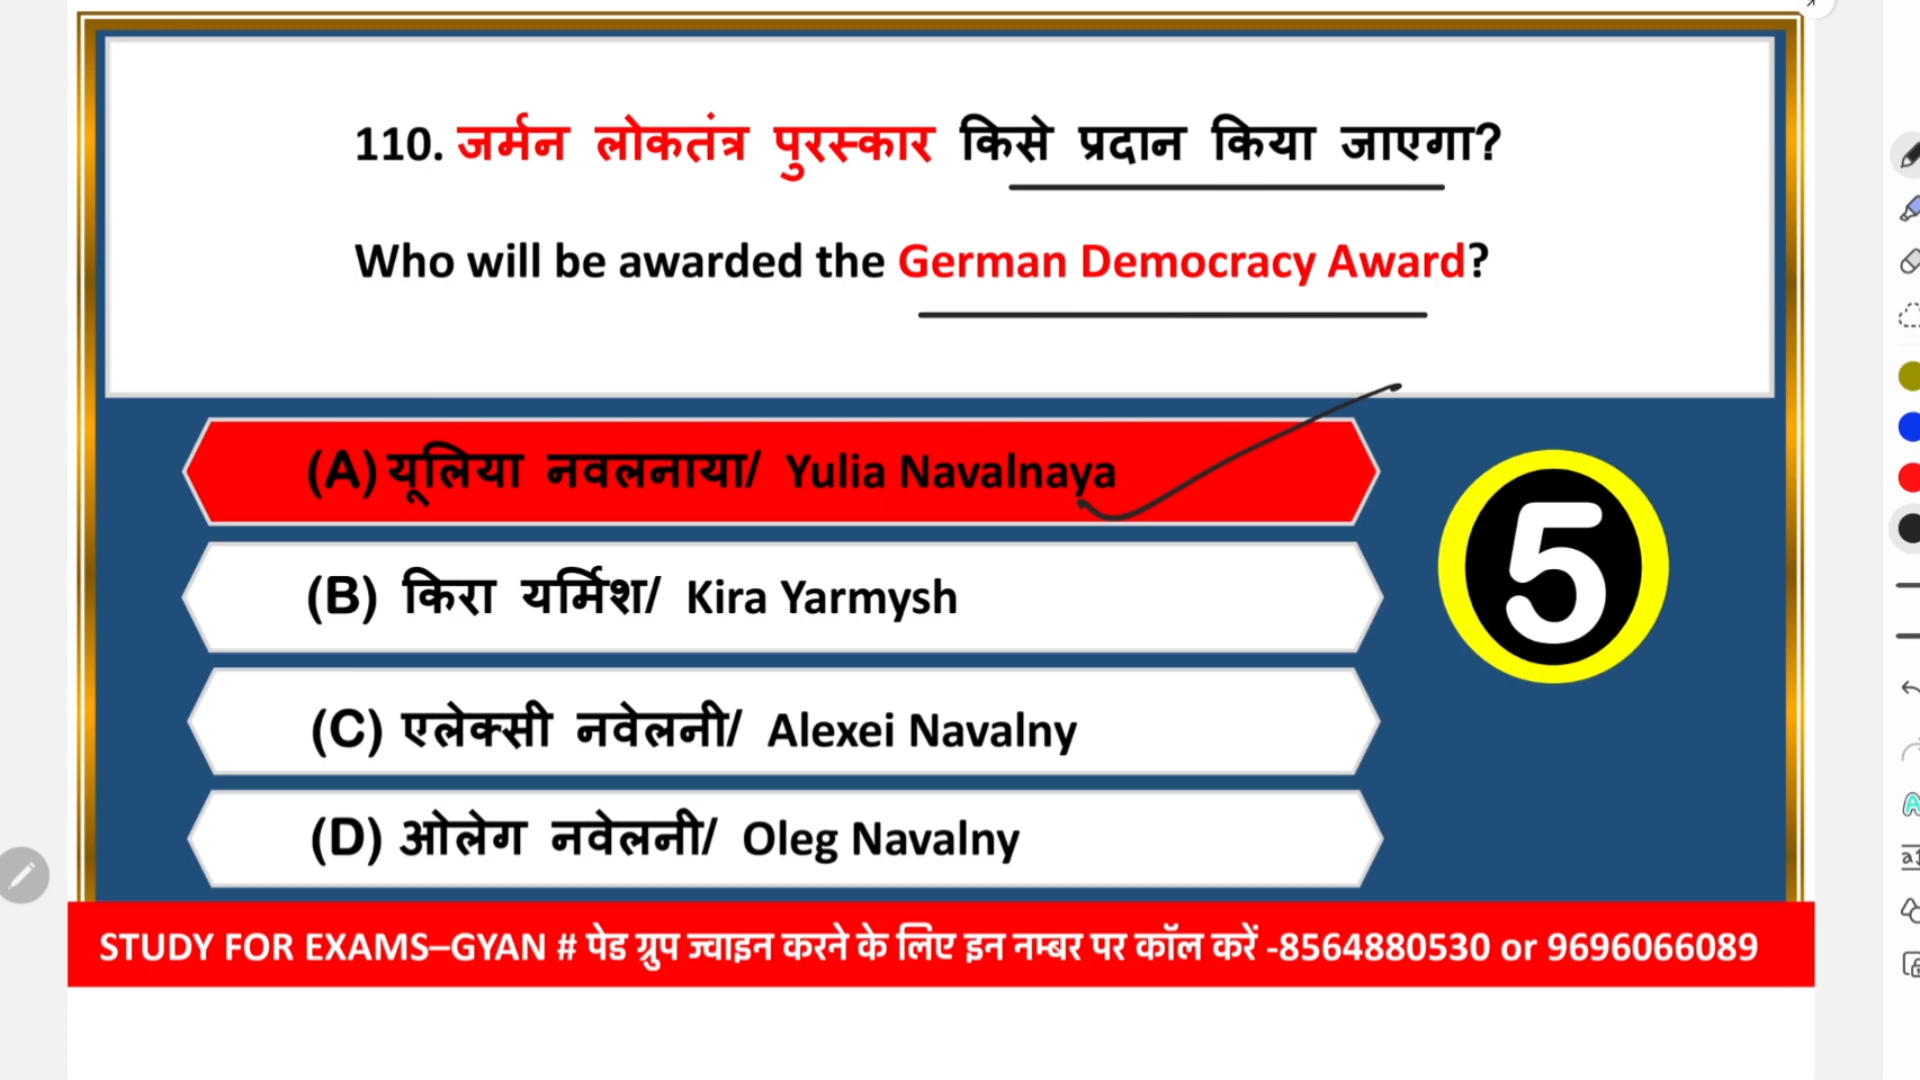 110. जर्मन लोकतंत्र पुरस्कार किसे प्रदान किया जाएगा?
Who will be awarded the German Democracy Award?
(A) यूलिया नवलनाया/ Yulia Navalnaya
(B) किरा यर्मिश/ Kira Yarmysh
5
(C) एलेक्सी नवेलनी/ Alexei Navalny
(D) ओलेग नवेलनी/ Oleg Navalny
STUDY FOR EXAMS–GYAN # पेड ग्रुप ज्वाइन करने के लिए इन नम्बर पर कॉल करें -8564880530 or 9696066089